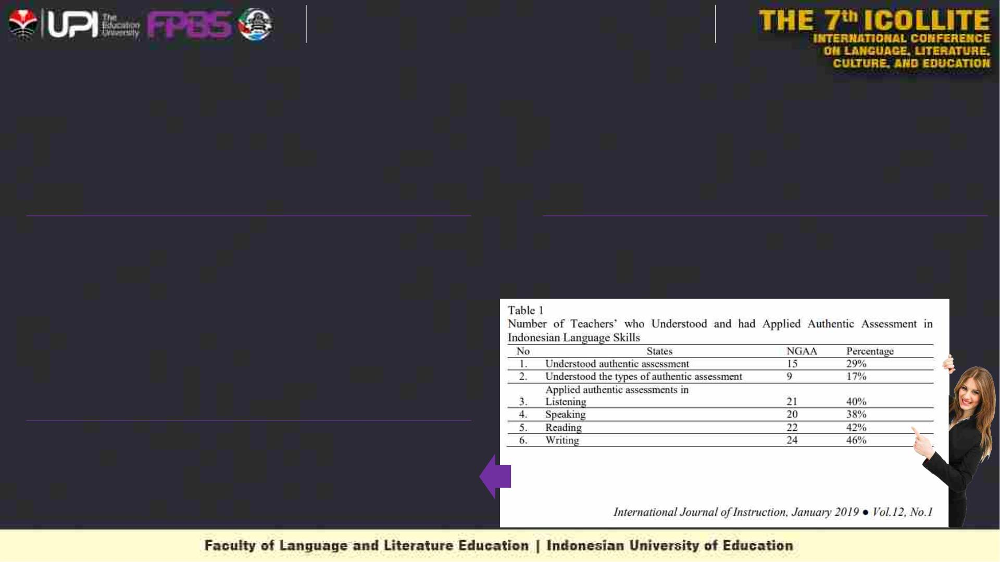 UPI
The
Education
University
FPBS
THE 7th ICOLLITE
INTERNATIONAL CONFERENCE
ON LANGUAGE, LITERATURE,
CULTURE, AND EDUCATION
Table 1
Number of Teachers’ who Understood and had Applied Authentic Assessment in
Indonesian Language Skills
No States NGAA Percentage
1. Understood authentic assessment 15 29%
2. Understood the types of authentic assessment 9 17%
Applied authentic assessments in
3. Listening 21 40%
4. Speaking 20 38%
5. Reading 22 42%
6. Writing 24 46%
International Journal of Instruction, January 2019 ● Vol.12, No.1
Faculty of Language and Literature Education | Indonesian University of Education